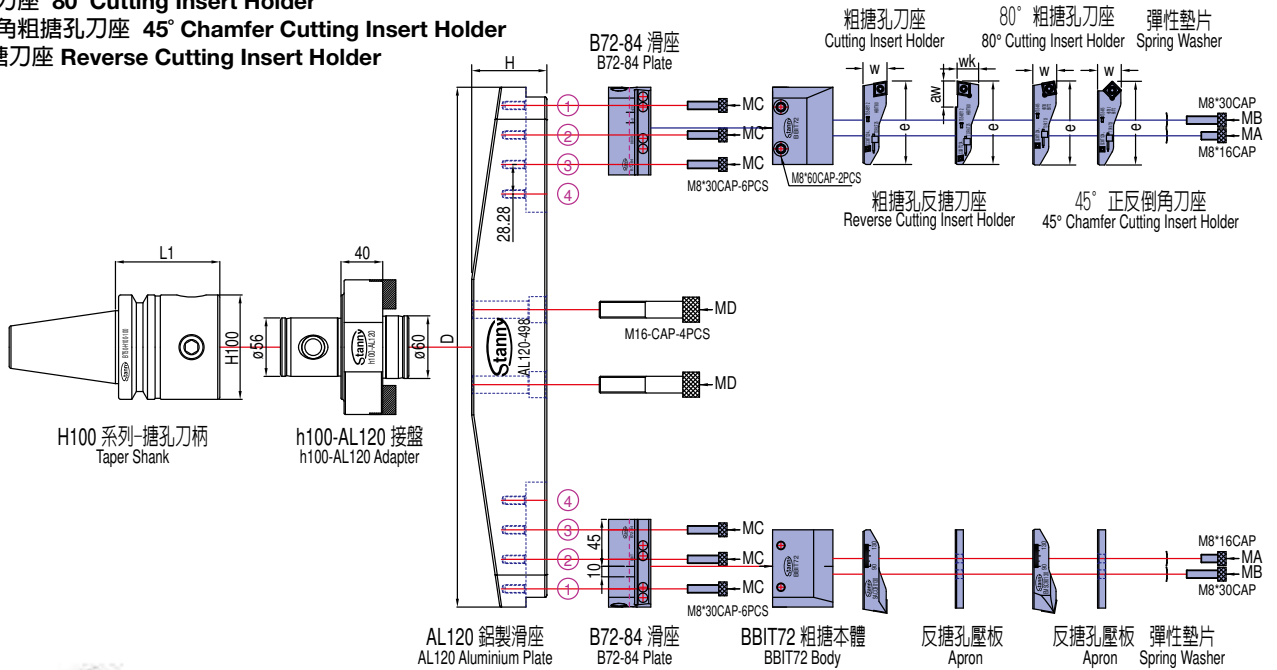 刀座 80° Cutting Insert Holder
角粗搪孔刀座 45° Chamfer Cutting Insert Holder
搪刀座 Reverse Cutting Insert Holder
H
B72-84 滑座
B72-84 Plate
粗搪孔刀座
Cutting Insert Holder
80° 粗搪孔刀座
80° Cutting Insert Holder
彈性墊片
Spring Washer
w
wk
w
w
aw
e
e
e
e
① MC
② MC
③ MC
④
M8*30CAP-6PCS
28.28
Stanny
BBIT72
M8*60CAP-2PCS
M8*30CAP
MB
MA
M8*16CAP
粗搪孔反搪刀座
Reverse Cutting Insert Holder
45° 正反倒角刀座
45° Chamfer Cutting Insert Holder
L1
40
H100
ø56
ø60
D
Stanny
Stanny
h100-AL120
Stanny
AL120-498
MD
M16-CAP-4PCS
MD
H100 系列-搪孔刀柄
Taper Shank
h100-AL120 接盤
h100-AL120 Adapter
④
③ MC
② MC
① MC
45
10
M8*30CAP-6PCS
Stanny
BBIT72
M8*16CAP
MA
MB
M8*30CAP
AL120 鋁製滑座
AL120 Aluminium Plate
B72-84 滑座
B72-84 Plate
BBIT72 粗搪本體
BBIT72 Body
反搪孔壓板
Apron
反搪孔壓板
Apron
彈性墊片
Spring Washer